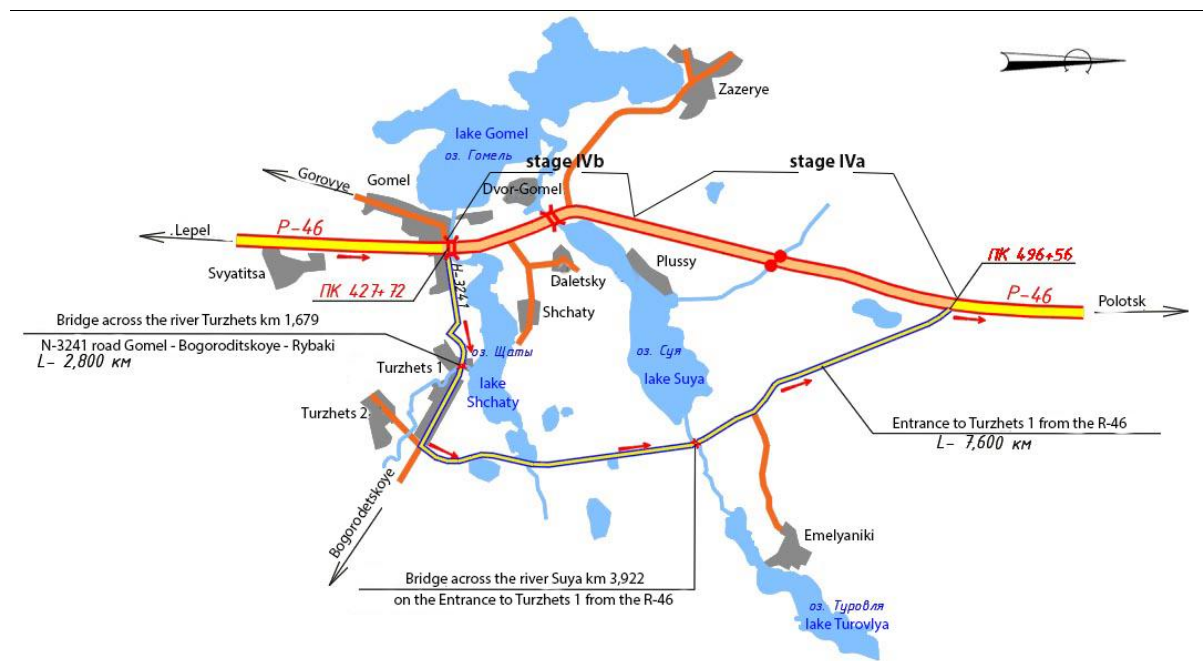 Zazerye
lake Gomel
оз. Гомель
stage IVb
stage IVa
Gorovye
Gomel
Dvor-Gomel
Lepel
Р-46
Svyatitsa
ПК 427+72
Н-3241
Daletsky
Plussy
ПК 496+56
Р-46
Polotsk
Shchaty
Bridge across the river Turzhets km 1,679
N-3241 road Gomel - Bogoroditskoye - Rybaki
L- 2,800 км
Turzhets 1
оз. Щаты
lake
Shchaty
оз. Суя
lake Suya
Turzhets 2
Entrance to Turzhets 1 from the R-46
L- 7,600 км
Bogorodetskoye
Emelyaniki
Bridge across the river Suya km 3,922
on the Entrance to Turzhets 1 from the R-46
оз. Туровля
lake Turovlya